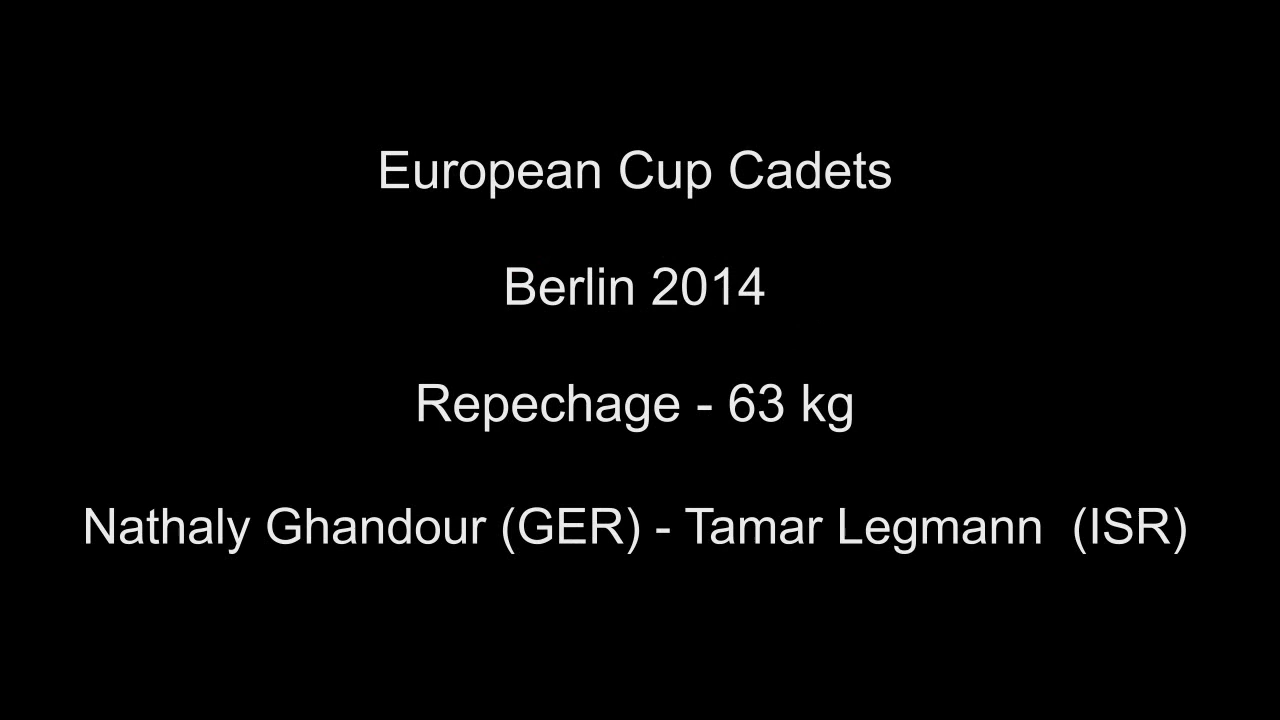 European Cup Cadets
Berlin 2014
Repechage - 63 kg
Nathaly Ghandour (GER) - Tamar Legmann  (ISR)